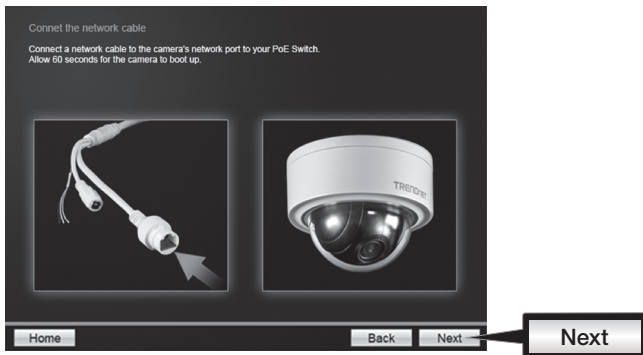 Connet the network cable
Connect a network cable to the camera's network port to your PoE Switch.
Allow 60 seconds for the camera to boot up.
TRENDnet
Home
Back
Next
Next